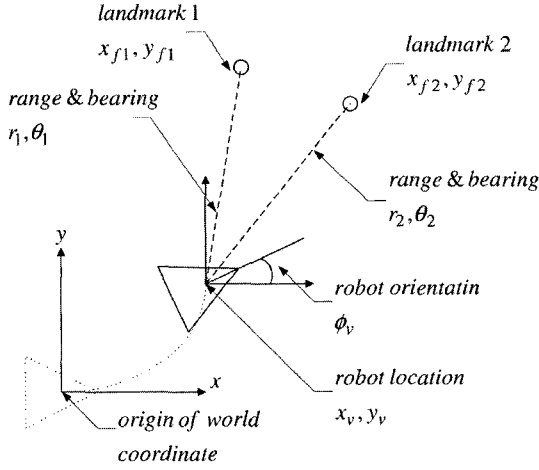 landmark 1
x_{f1}, y_{f1}
landmark 2
x_{f2}, y_{f2}
range & bearing
r_1, θ_1
range & bearing
r_2, θ_2
y
robot orientatin
ϕ_v
x
robot location
x_v, y_v
origin of world
coordinate